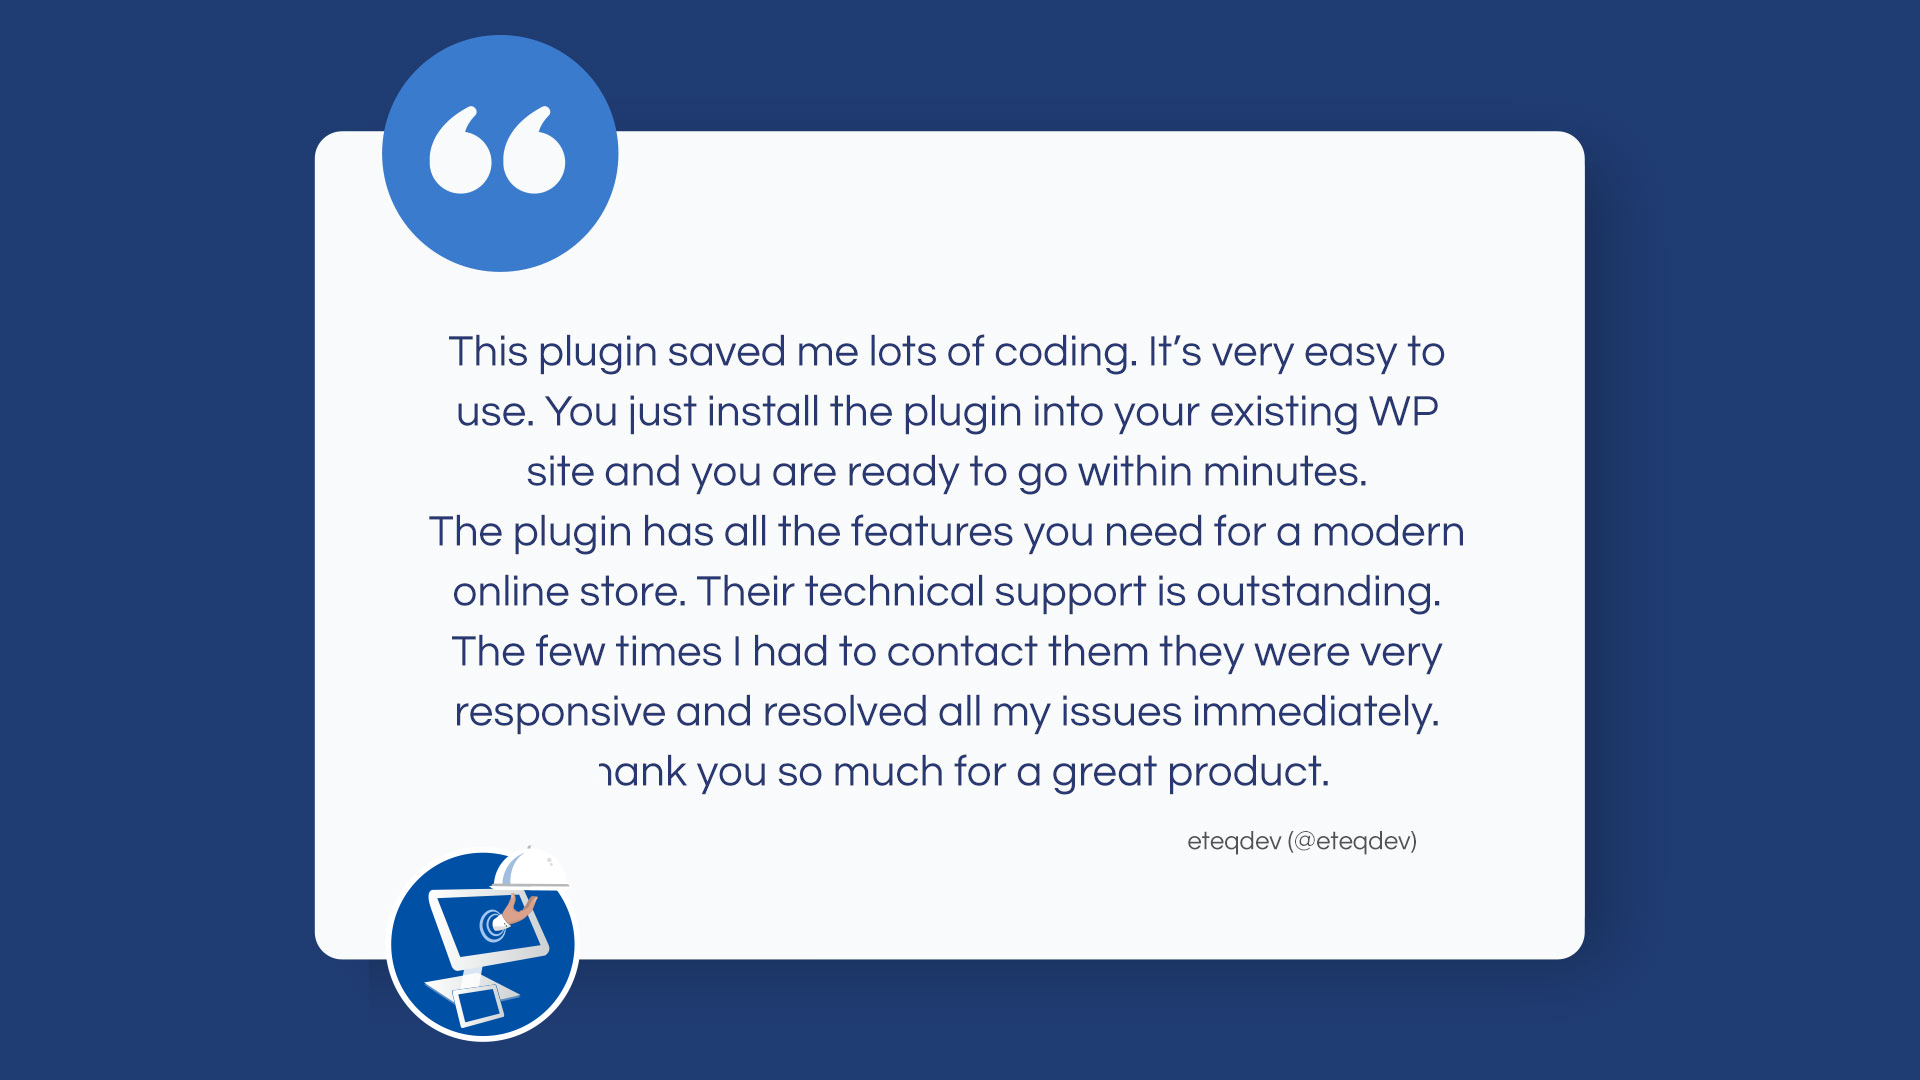 This plugin saved me lots of coding. It’s very easy to
use. You just install the plugin into your existing WP
site and you are ready to go within minutes.
The plugin has all the features you need for a modern
online store. Their technical support is outstanding.
The few times I had to contact them they were very
responsive and resolved all my issues immediately.
hank you so much for a great product.
eteqdev (@eteqdev)